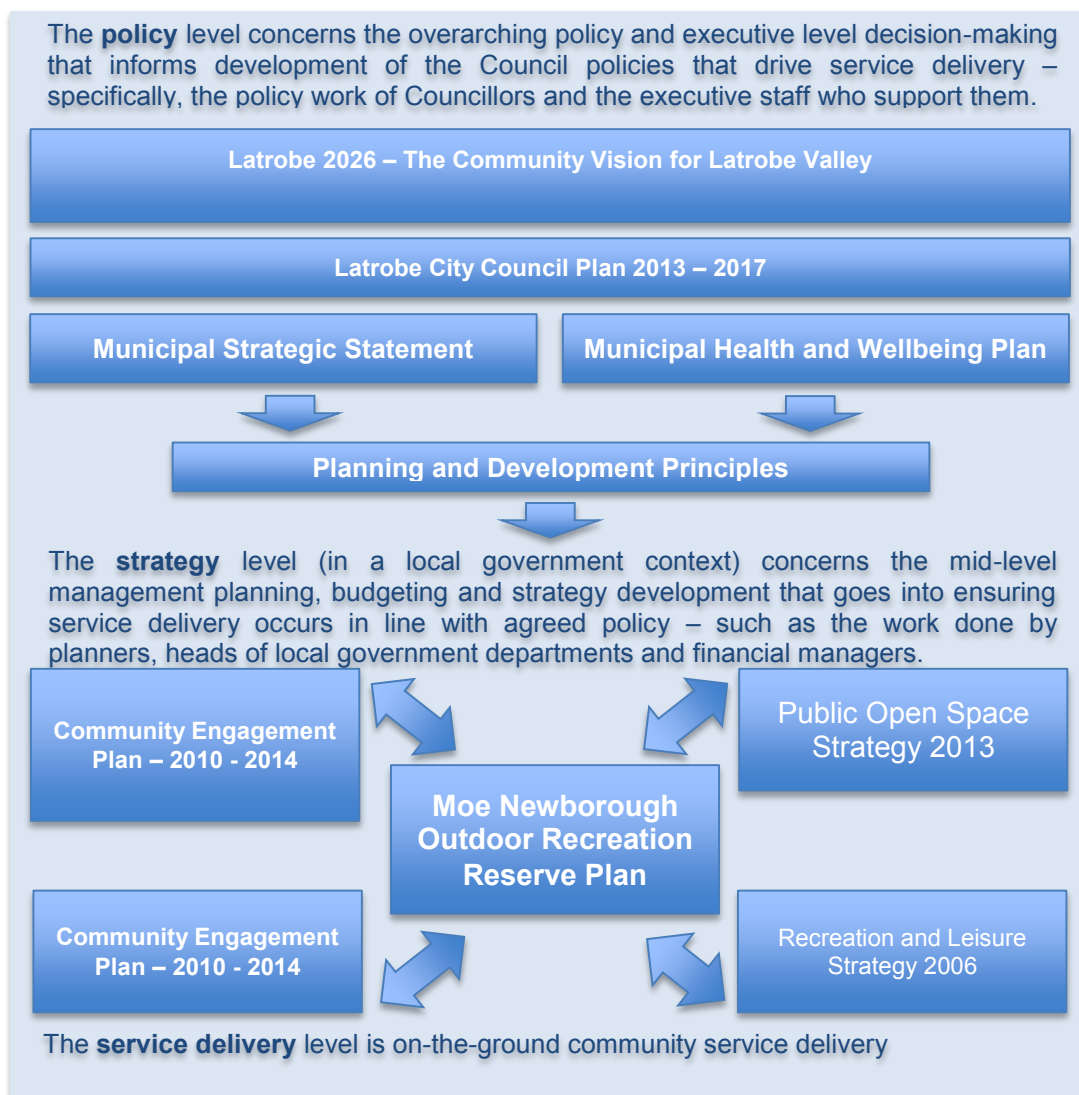 The policy level concerns the overarching policy and executive level decision-making
that informs development of the Council policies that drive service delivery –
specifically, the policy work of Councillors and the executive staff who support them.
Latrobe 2026 – The Community Vision for Latrobe Valley
Latrobe City Council Plan 2013 – 2017
Municipal Strategic Statement
Municipal Health and Wellbeing Plan
Planning and Development Principles
The strategy level (in a local government context) concerns the mid-level
management planning, budgeting and strategy development that goes into ensuring
service delivery occurs in line with agreed policy – such as the work done by
planners, heads of local government departments and financial managers.
Community Engagement
Plan – 2010 - 2014
Public Open Space
Strategy 2013
Moe Newborough
Outdoor Recreation
Reserve Plan
Community Engagement
Plan – 2010 - 2014
Recreation and Leisure
Strategy 2006
The service delivery level is on-the-ground community service delivery